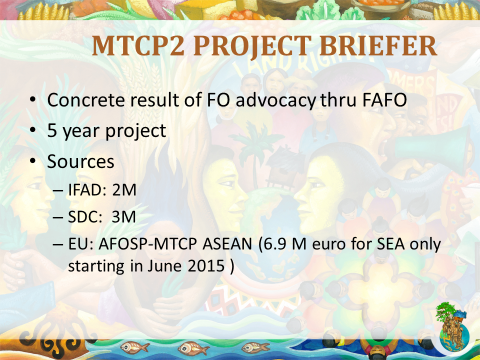 MTCP2 PROJECT BRIEFER
• Concrete result of FO advocacy thru FAFO
• 5 year project
• Sources
– IFAD: 2M
– SDC:  3M
– EU: AFOSP-MTCP ASEAN (6.9 M euro for SEA only
starting in June 2015 )